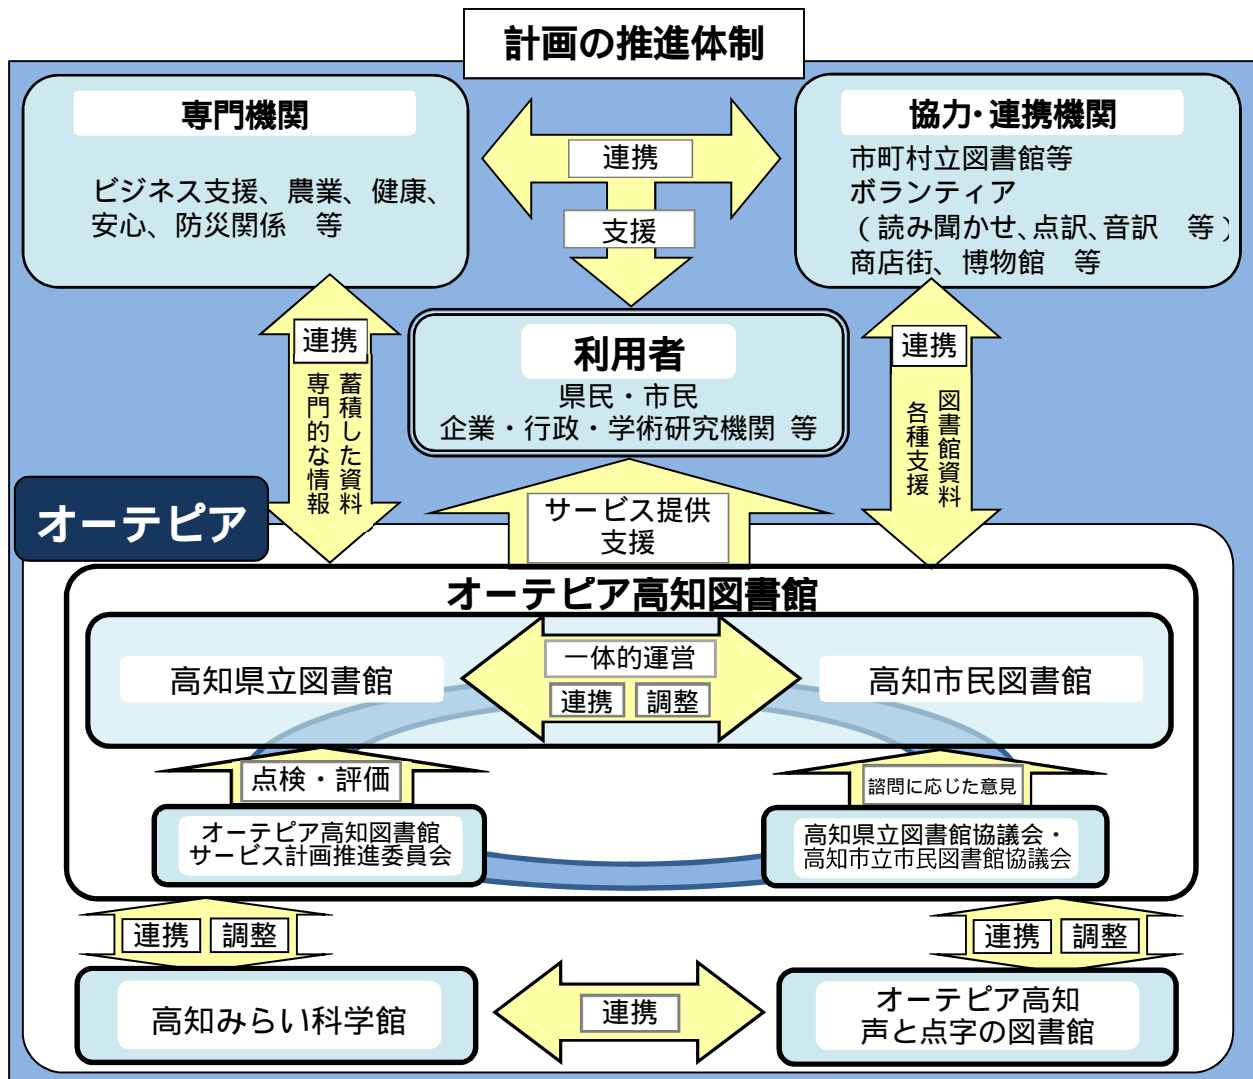 計画の推進体制
専門機関
ビジネス支援、農業、健康、
安心、防災関係　等
連携
支援
協力・連携機関
市町村立図書館等
ボランティア
（読み聞かせ、点訳、音訳　等）
商店街、博物館　等
連携
蓄積した資料
専門的な情報
利用者
県民・市民
企業・行政・学術研究機関 等
連携
図書館資料
各種支援
オーテピア
サービス提供
支援
オーテピア高知図書館
高知県立図書館
一体的運営
連携 調整
高知市民図書館
点検・評価
諮問に応じた意見
オーテピア高知図書館
サービス計画推進委員会
高知県立図書館協議会・
高知市立市民図書館協議会
連携 調整
連携 調整
高知みらい科学館
連携
オーテピア高知
声と点字の図書館